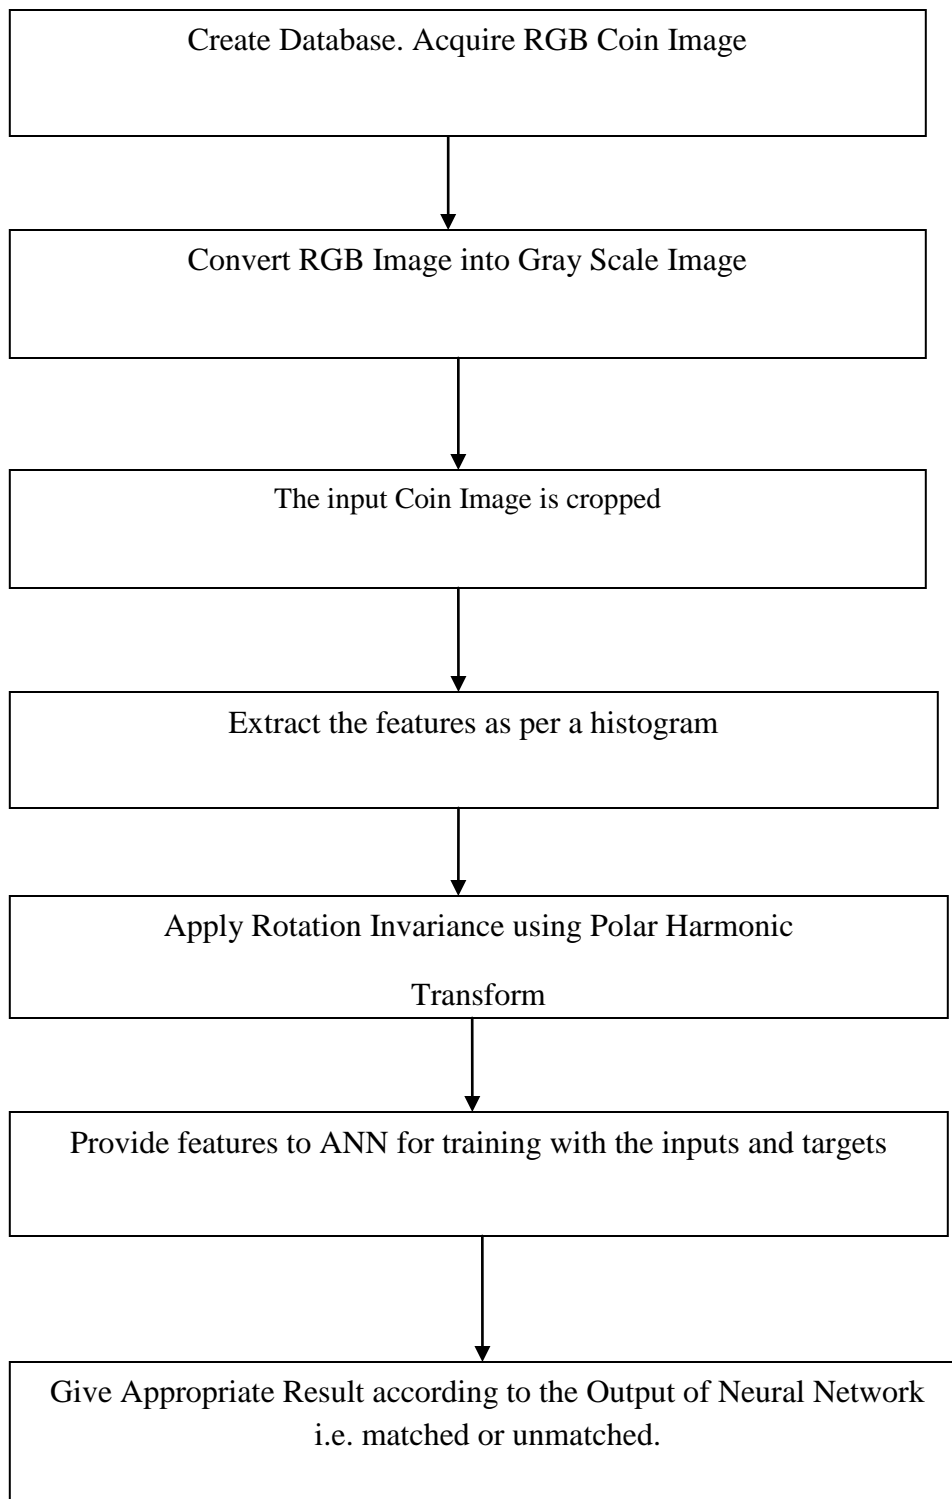 Create Database. Acquire RGB Coin Image
Convert RGB Image into Gray Scale Image
The input Coin Image is cropped
Extract the features as per a histogram
Apply Rotation Invariance using Polar Harmonic
Transform
Provide features to ANN for training with the inputs and targets
Give Appropriate Result according to the Output of Neural Network
i.e. matched or unmatched.